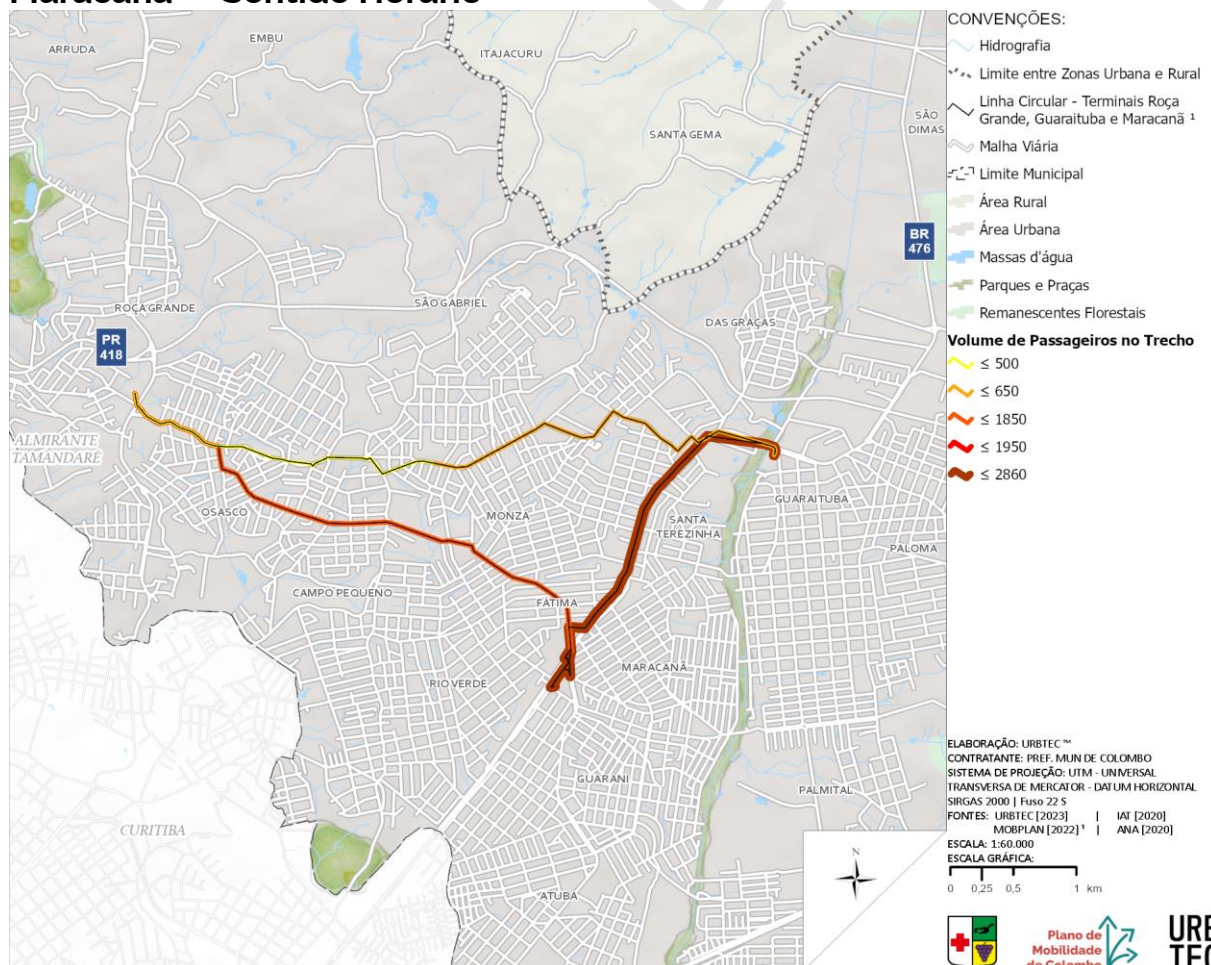 Maracanã – Sentido Horário
ARRUDA
EMBU
ITAJACURU
SANTA GEMA
SÃO
DIMAS
BR
476
ROÇA GRANDE
SÃO GABRIEL
DAS GRAÇAS
PR
418
ALMIRANTE
TAMANDARÉ
OSASCO
MONZA
SANTA
TEREZINHA
GUARAITUBA
PALOMA
CAMPO PEQUENO
FÁTIMA
RIO VERDE
MARACANÃ
GUARANI
PALMITAL
CURITIBA
ATUBA
N
CONVENÇÕES:
Hidrografia
Limite entre Zonas Urbana e Rural
Linha Circular - Terminais Roça
Grande, Guaraituba e Maracanã ¹
Malha Viária
Limite Municipal
Área Rural
Área Urbana
Massas d'água
Parques e Praças
Remanescentes Florestais
Volume de Passageiros no Trecho
≤ 500
≤ 650
≤ 1850
≤ 1950
≤ 2860
ELABORAÇÃO: URBTEC ™
CONTRATANTE: PREF. MUN DE COLOMBO
SISTEMA DE PROJEÇÃO: UTM - UNIVERSAL
TRANSVERSA DE MERCATOR - DATUM HORIZONTAL
SIRGAS 2000 | Fuso 22 S
FONTES: URBTEC [2023] | IAT [2020]
MOBPLAN [2022] ¹ | ANA [2020]
ESCALA: 1:60.000
ESCALA GRÁFICA:
0 0,25 0,5 1 km
Plano de
Mobilidade
de Colombo
URB
TEC